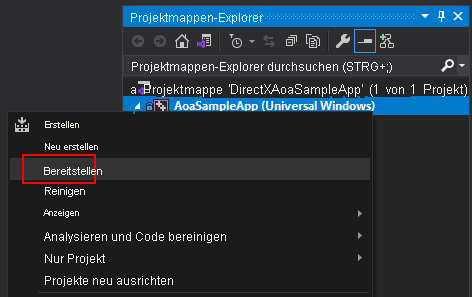 Projektmappen-Explorer
Projektmappen-Explorer durchsuchen (STRG+;)
a Projektmappe 'DirectXAoaSampleApp' (1 von 1 Projekt)
AoaSampleApp (Universal Windows)
Erstellen
Neu erstellen
Bereitstellen
Reinigen
Anzeigen
Analysieren und Code bereinigen
Nur Projekt
Projekte neu ausrichten